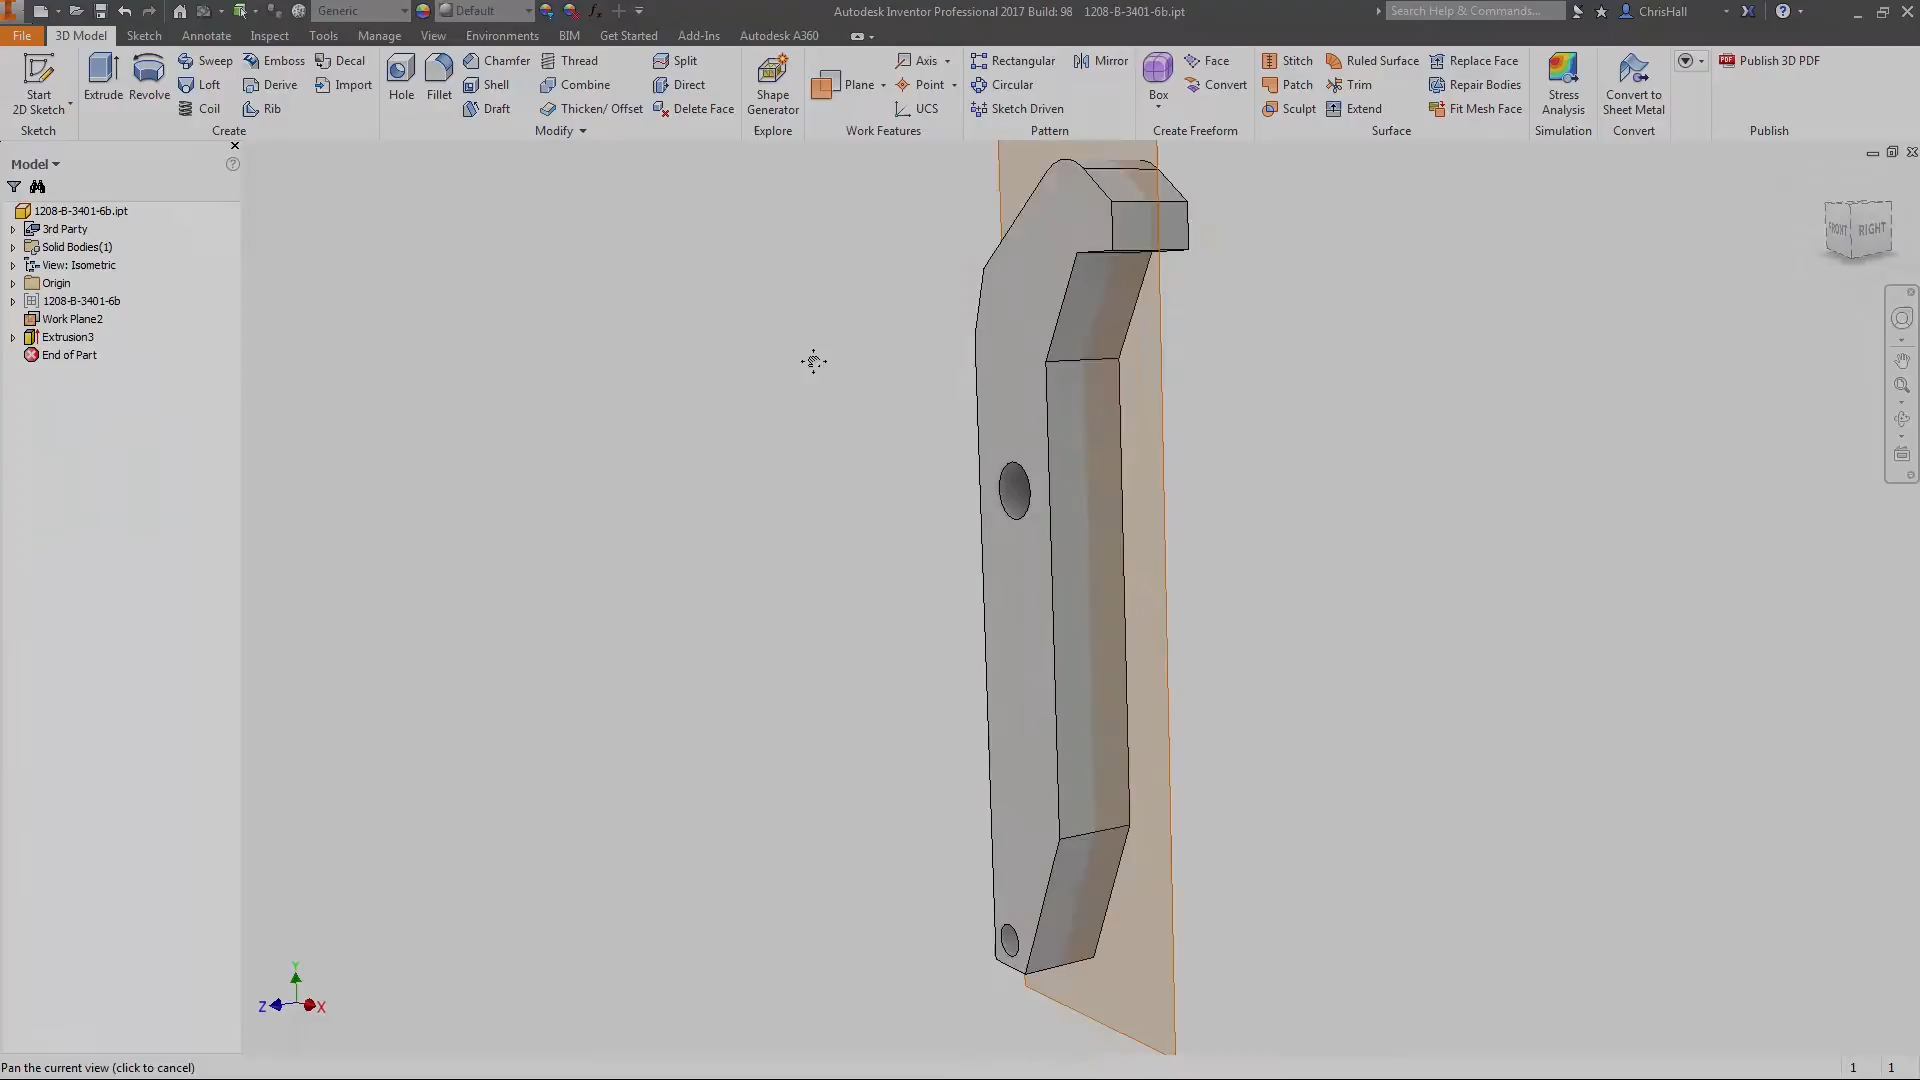 Generic
Default
fx
Autodesk Inventor Professional 2017 Build: 98 1208-B-3401-6b.ipt
Search Help & Commands...
ChrisHall
File 3D Model Sketch Annotate Inspect Tools Manage View Environments BIM Get Started Add-Ins Autodesk A360
Start
2D Sketch
Sketch
Extrude
Revolve
Sweep
Loft
Coil
Emboss
Derive
Rib
Decal
Import
Create
Hole
Fillet
Chamfer
Shell
Draft
Thread
Combine
Thicken/ Offset
Split
Direct
Delete Face
Modify
Shape
Generator
Explore
Plane
Axis
Point
UCS
Work Features
Rectangular
Circular
Sketch Driven
Mirror
Pattern
Box
Face
Convert
Create Freeform
Stitch
Patch
Sculpt
Ruled Surface
Trim
Extend
Replace Face
Repair Bodies
Fit Mesh Face
Surface
Stress
Analysis
Simulation
Convert to
Sheet Metal
Convert
PDF
Publish 3D PDF
Publish
Model
1208-B-3401-6b.ipt
3rd Party
Solid Bodies(1)
View: Isometric
Origin
1208-B-3401-6b
Work Plane2
Extrusion3
End of Part
FRONT RIGHT
Y
Z
X
Pan the current view (click to cancel)
1 1